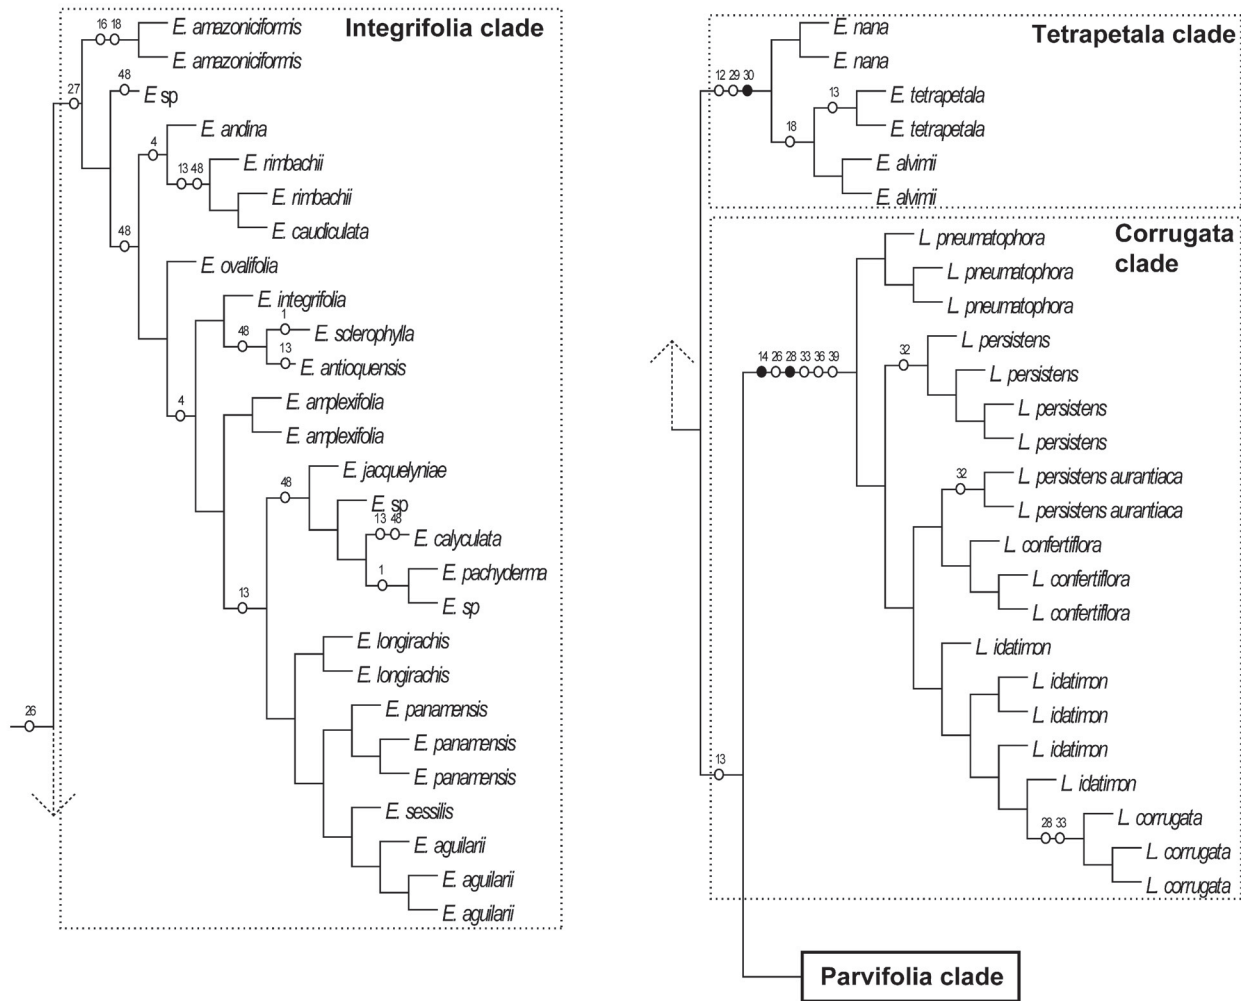 Integrifolia clade
16 18
E. amazoniciformis
E. amazoniciformis
27
48
E sp
4
E. andina
13 48
E. rimbachii
E. rimbachii
E. caudiculata
48
E. ovalifolia
E. integrifolia
1
48
E. sclerophylla
13
E. antioquensis
4
E. amplexifolia
E. amplexifolia
48
E. jacquelyniae
E. sp
13 48
E. calyculata
1
E. pachyderma
E. sp
13
E. longirachis
E. longirachis
26
E. panamensis
E. panamensis
E. panamensis
E. sessilis
E. aguilarii
E. aguilarii
E. aguilarii
Tetrapetala clade
E. nana
E. nana
12 29 30
13
E. tetrapetala
E. tetrapetala
18
E. alvimii
E. alvimii
Corrugata
clade
L. pneumatophora
L. pneumatophora
L. pneumatophora
14 26 28 33 36 39
32
L. persistens
L. persistens
L. persistens
L. persistens
32
L. persistens aurantiaca
L. persistens aurantiaca
L. confertiflora
L. confertiflora
L. confertiflora
L. idatimon
L. idatimon
L. idatimon
L. idatimon
L. idatimon
13
28 33
L. corrugata
L. corrugata
L. corrugata
Parvifolia clade